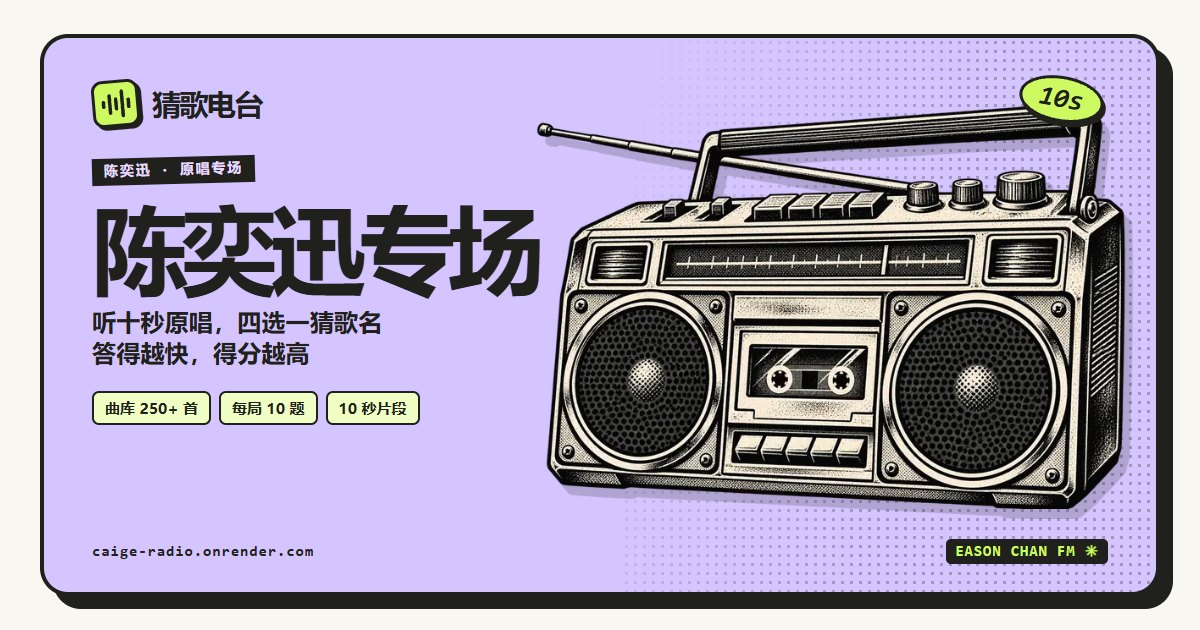 猜歌电台
10s
陈奕迅 · 原唱专场
陈奕迅专场
听十秒原唱，四选一猜歌名
答得越快，得分越高
曲库 250+ 首
每局 10 题
10 秒片段
caige-radio.onrender.com
EASON CHAN FM ✳